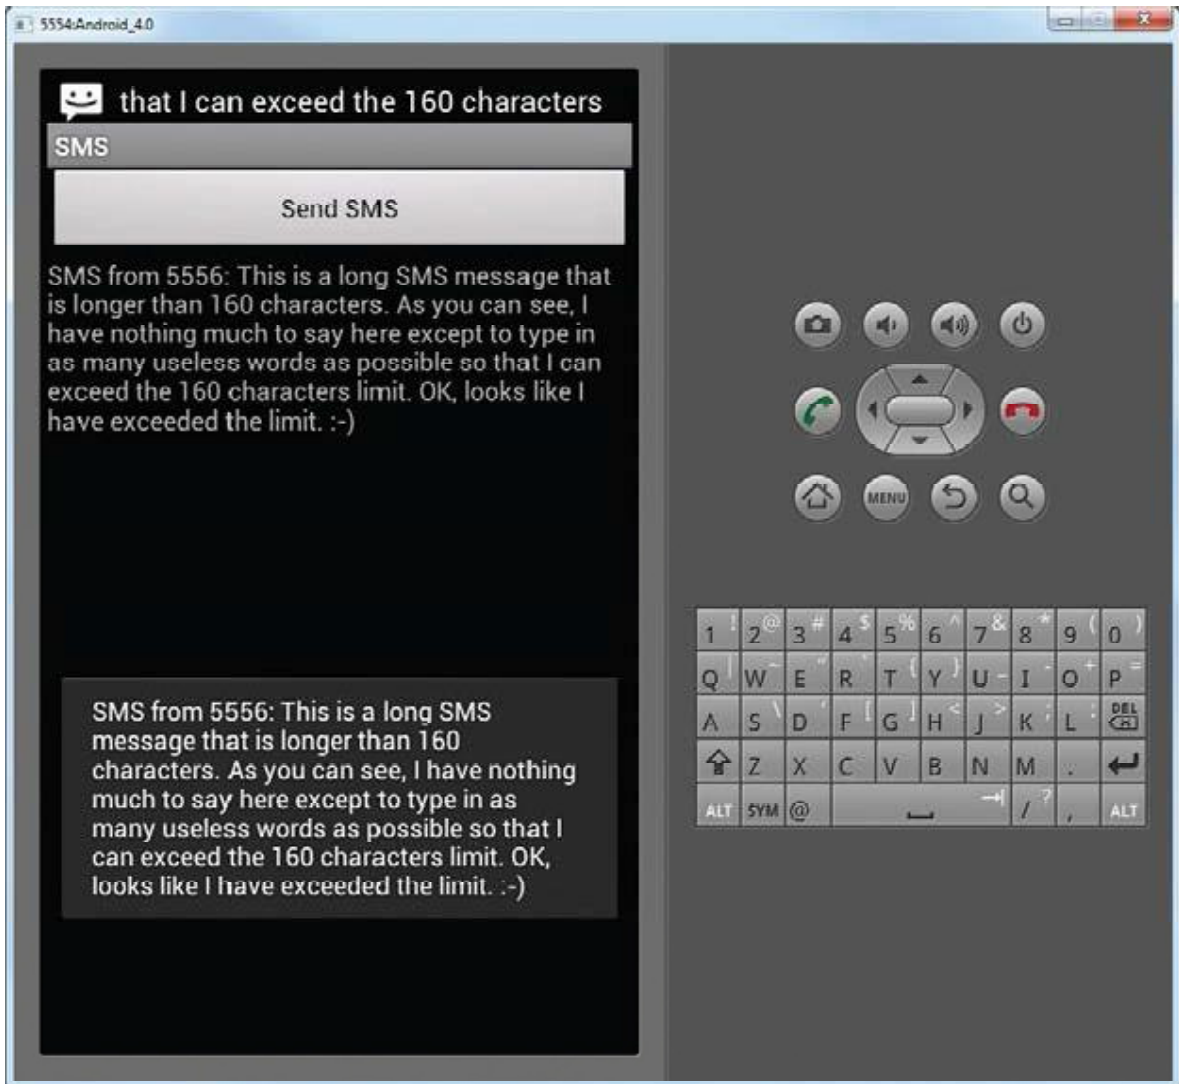 5554:Android_4.0
that I can exceed the 160 characters
SMS
Send SMS
SMS from 5556: This is a long SMS message that
is longer than 160 characters. As you can see, I
have nothing much to say here except to type in
as many useless words as possible so that I can
exceed the 160 characters limit. OK, looks like I
have exceeded the limit. :-)
SMS from 5556: This is a long SMS
message that is longer than 160
characters. As you can see, I have nothing
much to say here except to type in as
many useless words as possible so that I
can exceed the 160 characters limit. OK,
looks like I have exceeded the limit. :-)
MENU
1 ! 2 @ 3 # 4 $ 5 % 6 ^ 7 & 8 * 9 ( 0 )
Q | W ~ E " R ` T { Y } U _ I - O + P =
A S \ D ' F [ G ] H < J > K ; L : DEL
Z X C V B N M .
ALT SYM @ / ? , ALT